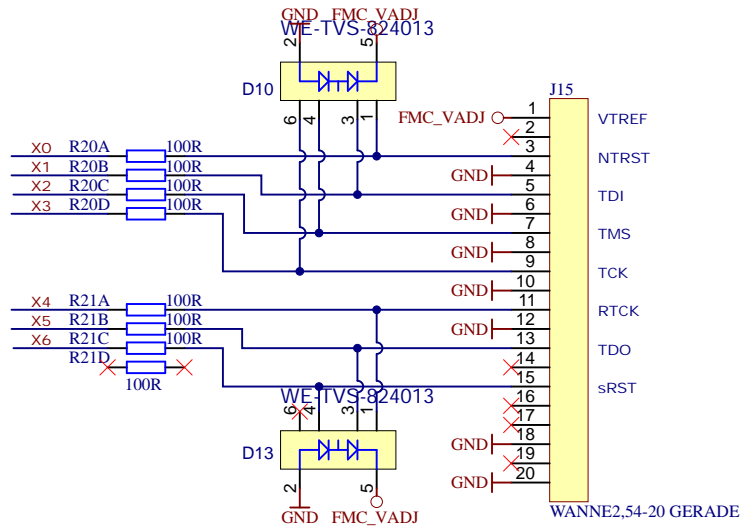 GND FMC_VADJ
WE-TVS-824013
2 5
D10
6 4 3 1
J15
FMC_VADJ 1 VTREF
2
X0 R20A 100R 3 NTRST
X1 R20B 100R GND 4
X2 R20C 100R 5 TDI
X3 R20D 100R GND 6
7 TMS
GND 8
9 TCK
GND 10
X4 R21A 100R 11 RTCK
X5 R21B 100R GND 12
X6 R21C 100R 13 TDO
R21D 14
100R 15 sRST
WE-TVS-824013
16
6 4 3 1
17
D13
GND 18
19
2 5
GND 20
GND FMC_VADJ
WANNE2,54-20 GERADE